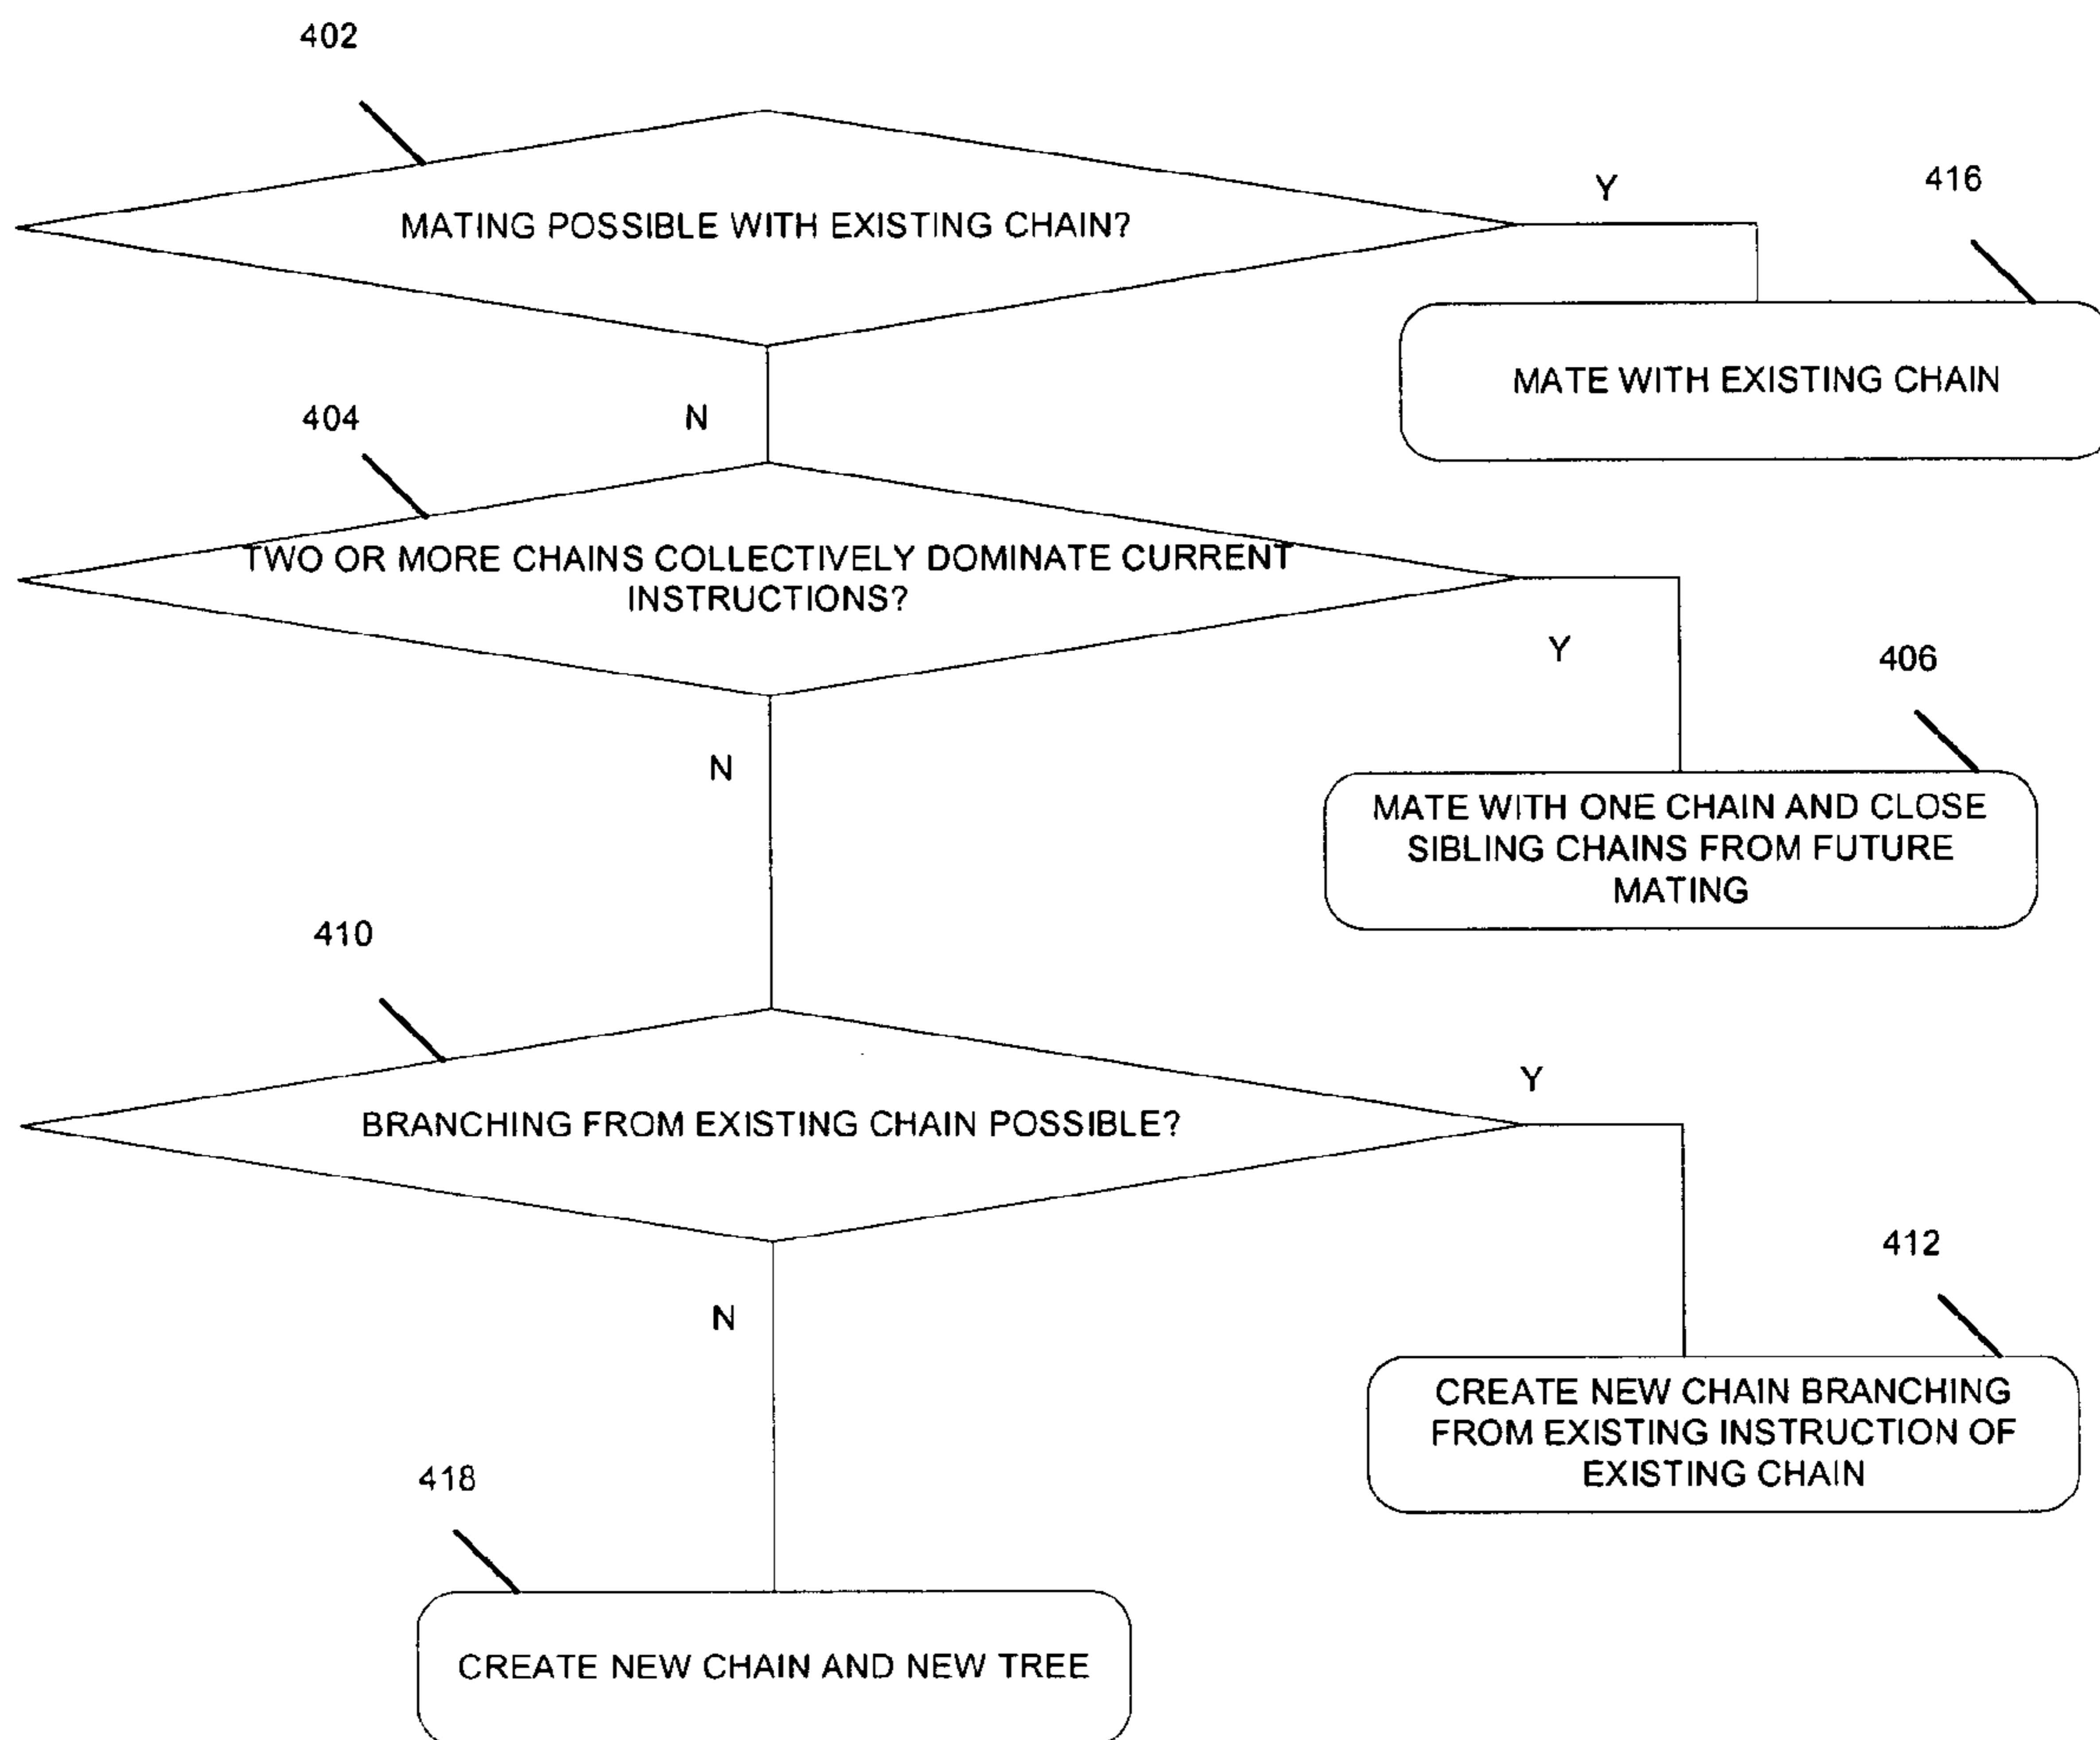 402
MATING POSSIBLE WITH EXISTING CHAIN?
Y
416
MATE WITH EXISTING CHAIN
N
404
TWO OR MORE CHAINS COLLECTIVELY DOMINATE CURRENT
INSTRUCTIONS?
Y
406
MATE WITH ONE CHAIN AND CLOSE
SIBLING CHAINS FROM FUTURE
MATING
N
410
BRANCHING FROM EXISTING CHAIN POSSIBLE?
Y
412
CREATE NEW CHAIN BRANCHING
FROM EXISTING INSTRUCTION OF
EXISTING CHAIN
N
418
CREATE NEW CHAIN AND NEW TREE